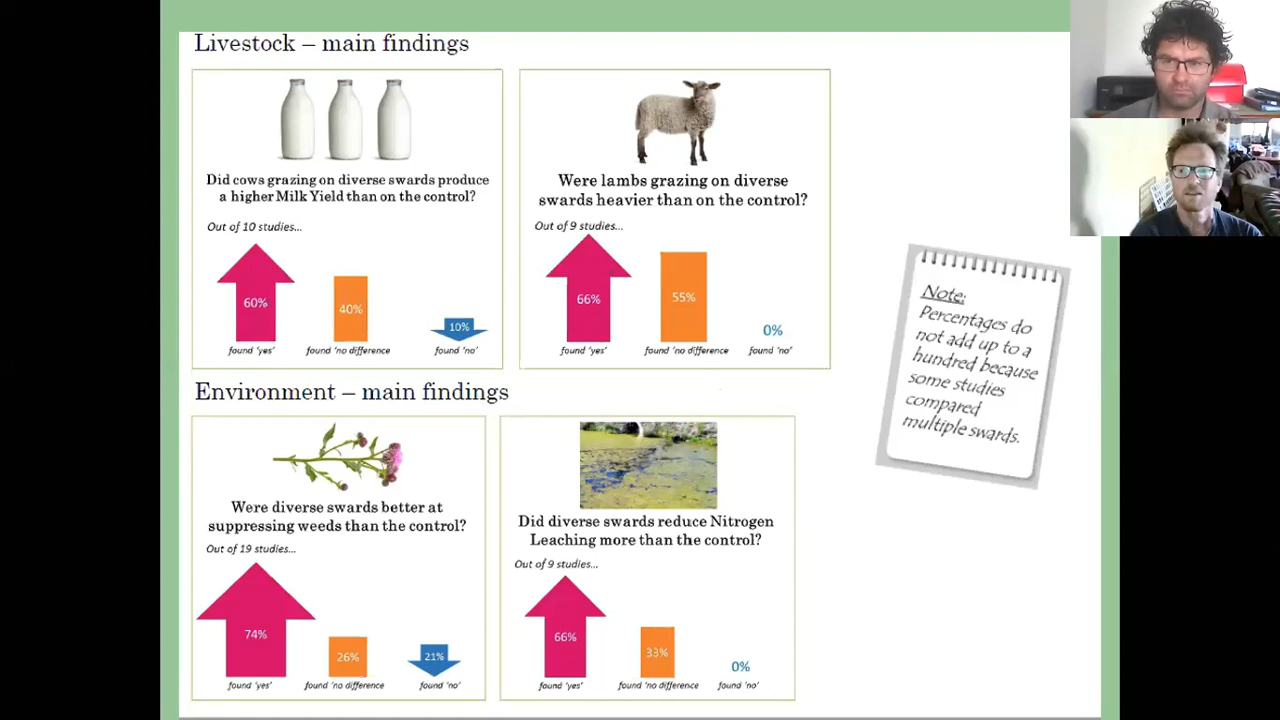 Livestock – main findings
Did cows grazing on diverse swards produce
a higher Milk Yield than on the control?
Out of 10 studies...
60%
40%
10%
found 'yes'
found 'no difference
found 'no'
Were lambs grazing on diverse
swards heavier than on the control?
Out of 9 studies...
66%
55%
0%
found 'yes'
found 'no difference
found 'no'
Note:
Percentages do
not add up to a
hundred because
some studies
compared
multiple swards.
Environment – main findings
Were diverse swards better at
suppressing weeds than the control?
Out of 19 studies...
74%
26%
21%
found 'yes'
found 'no difference
found 'no'
Did diverse swards reduce Nitrogen
Leaching more than the control?
Out of 9 studies...
66%
33%
0%
found 'yes'
found 'no difference
found 'no'